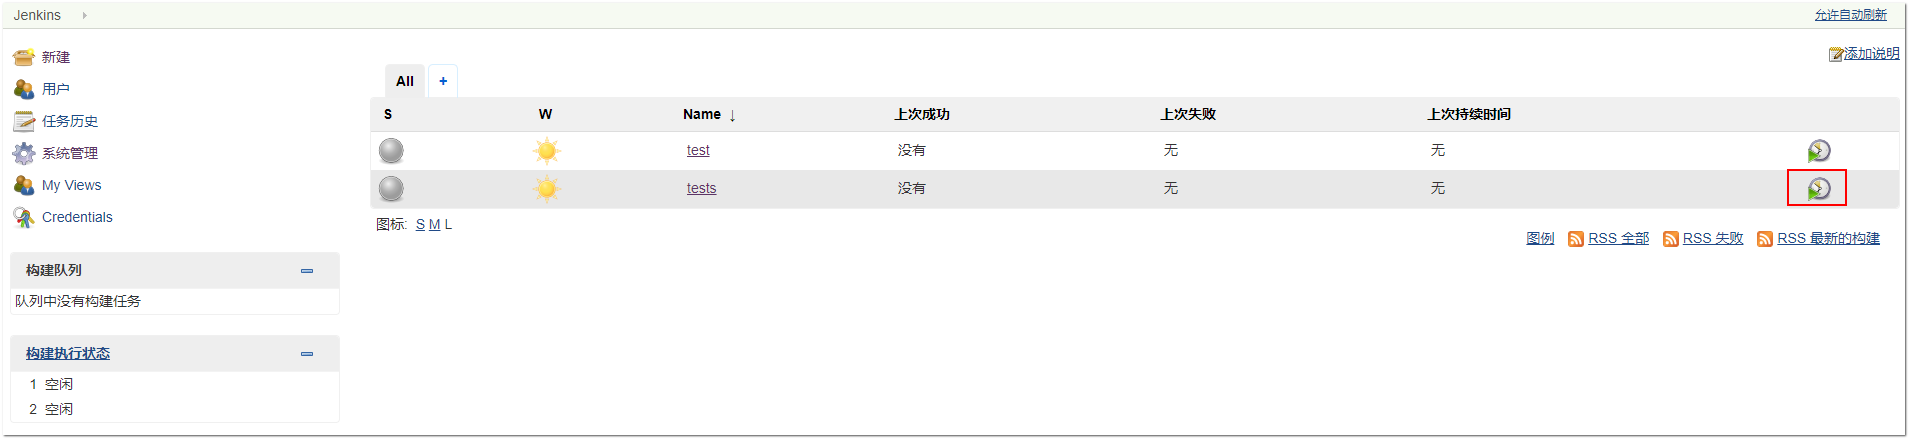 Jenkins
允许自动刷新
新建
用户
任务历史
系统管理
My Views
Credentials
构建队列
队列中没有构建任务
构建执行状态
1 空闲
2 空闲
添加说明
All +
S W Name ↓ 上次成功 上次失败 上次持续时间
test 没有 无 无
tests 没有 无 无
图标: S M L
图例 RSS 全部 RSS 失败 RSS 最新的构建